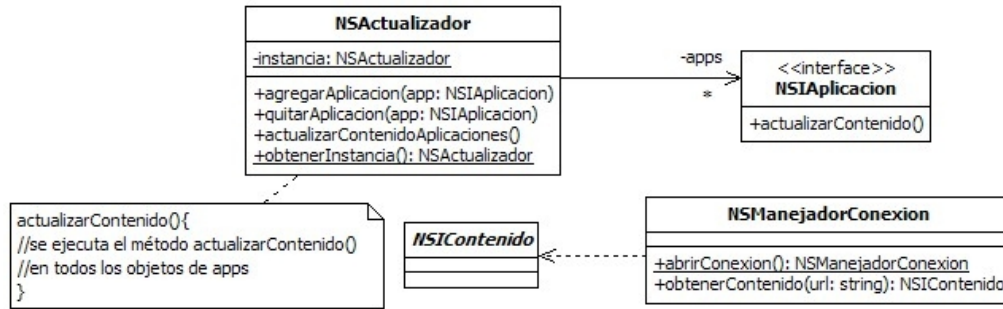 NSActualizador
-instancia: NSActualizador
+agregarAplicacion(app: NSIAplicacion)
+quitarAplicacion(app: NSIAplicacion)
+actualizarContenidoAplicaciones()
+obtenerInstancia(): NSActualizador
-apps
*
<<interface>>
NSIAplicacion
+actualizarContenido()
actualizarContenido(){
//se ejecuta el método actualizarContenido()
//en todos los objetos de apps
}
NSIContenido
NSManejadorConexion
+abrirConexion(): NSManejadorConexion
+obtenerContenido(url: string): NSIContenido